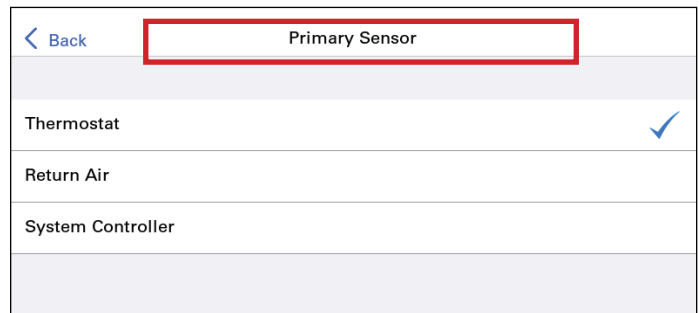 Back
Primary Sensor
Thermostat
Return Air
System Controller